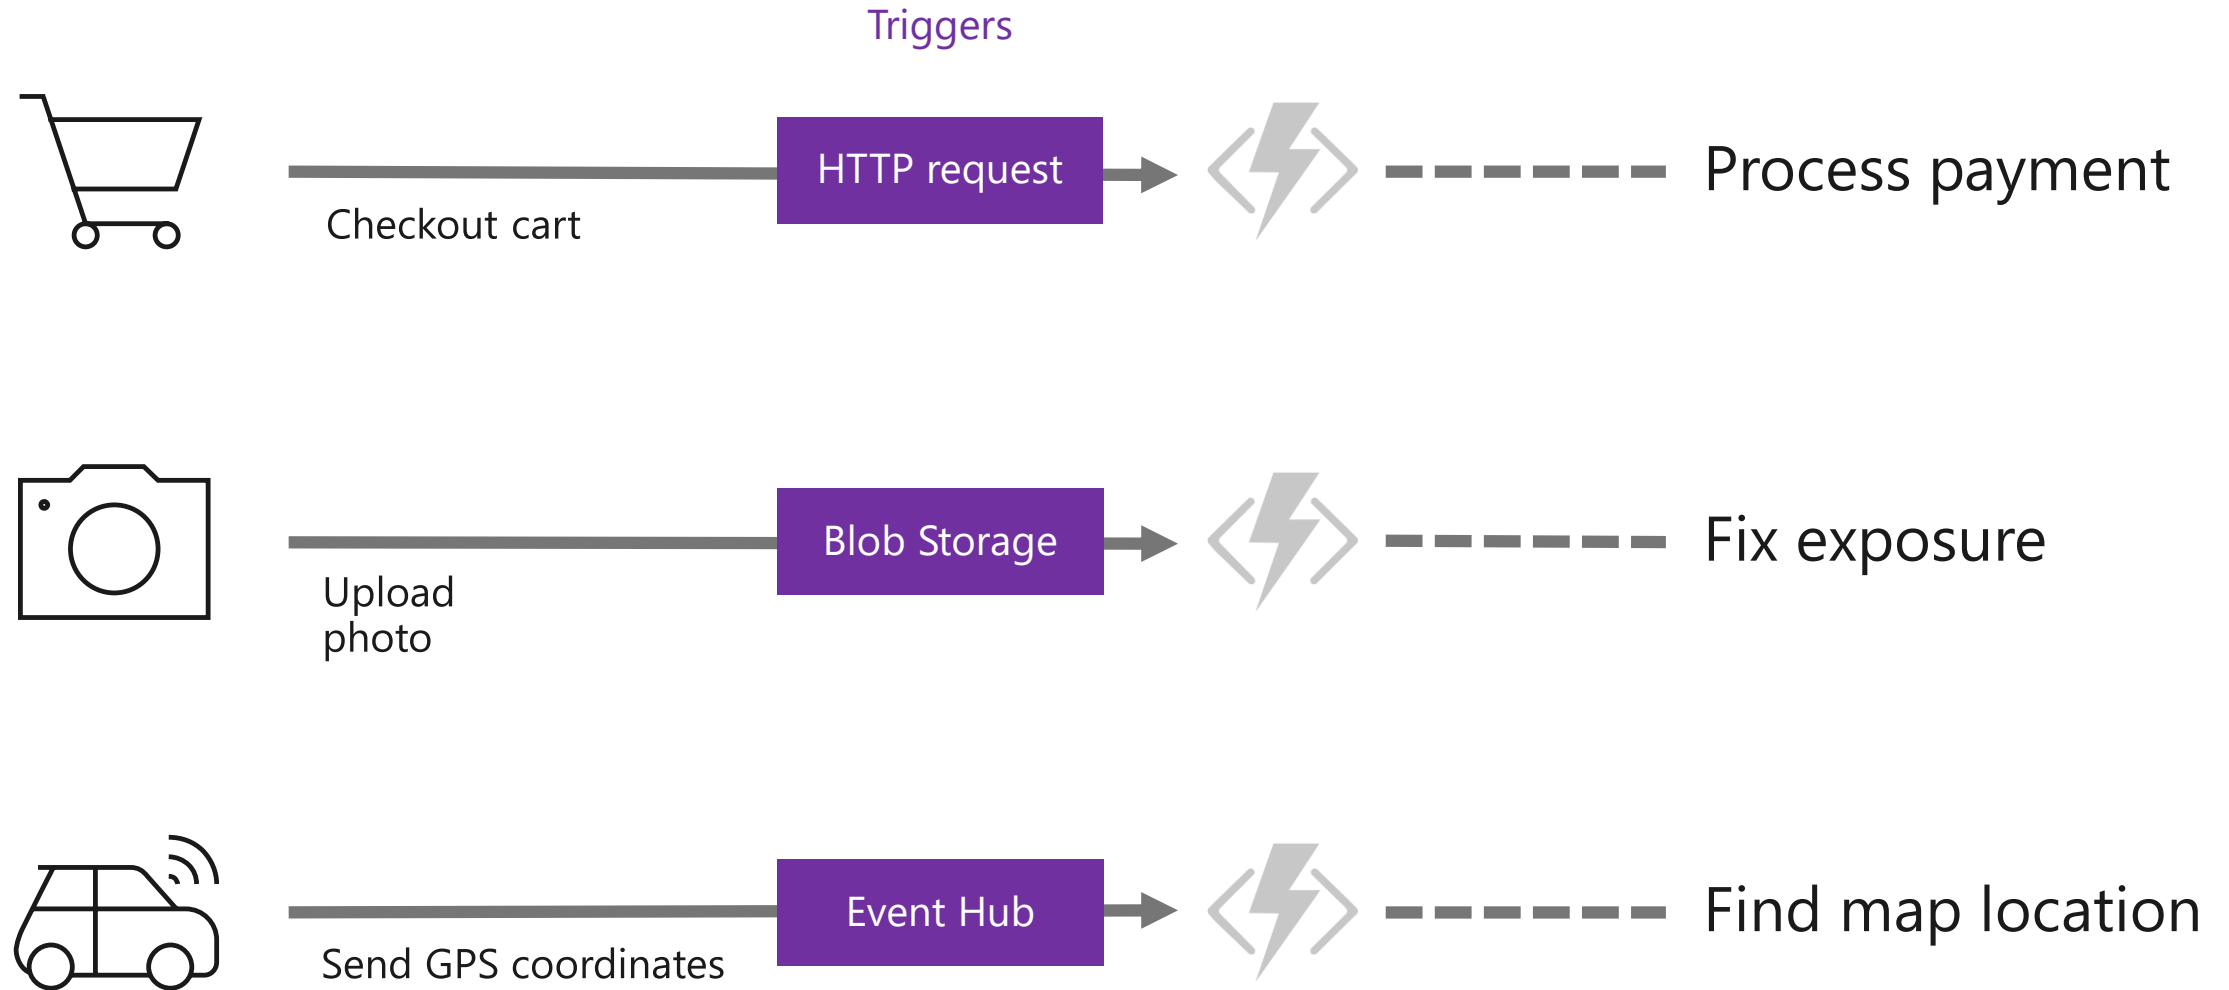 Triggers
HTTP request
Process payment
Checkout cart
Blob Storage
Fix exposure
Upload
photo
Event Hub
Find map location
Send GPS coordinates